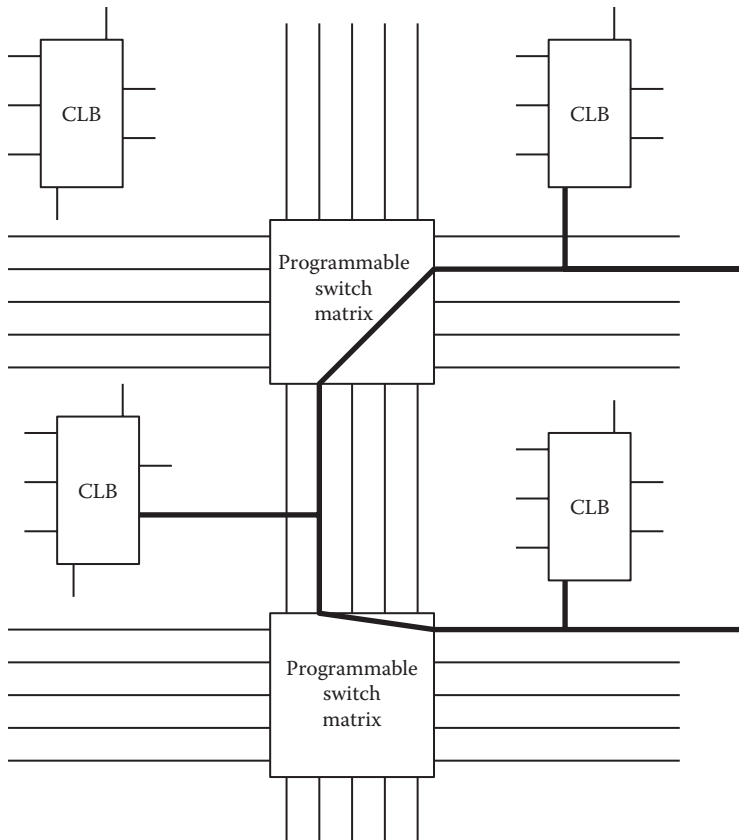 CLB
CLB
Programmable
switch
matrix
CLB
CLB
Programmable
switch
matrix